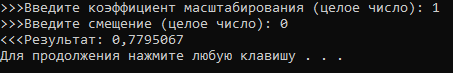 >>>Введите коэффициент масштабирования (целое число): 1
>>>Введите смещение (целое число): 0
<<<Результат: 0,7795067
Для продолжения нажмите любую клавишу . . .